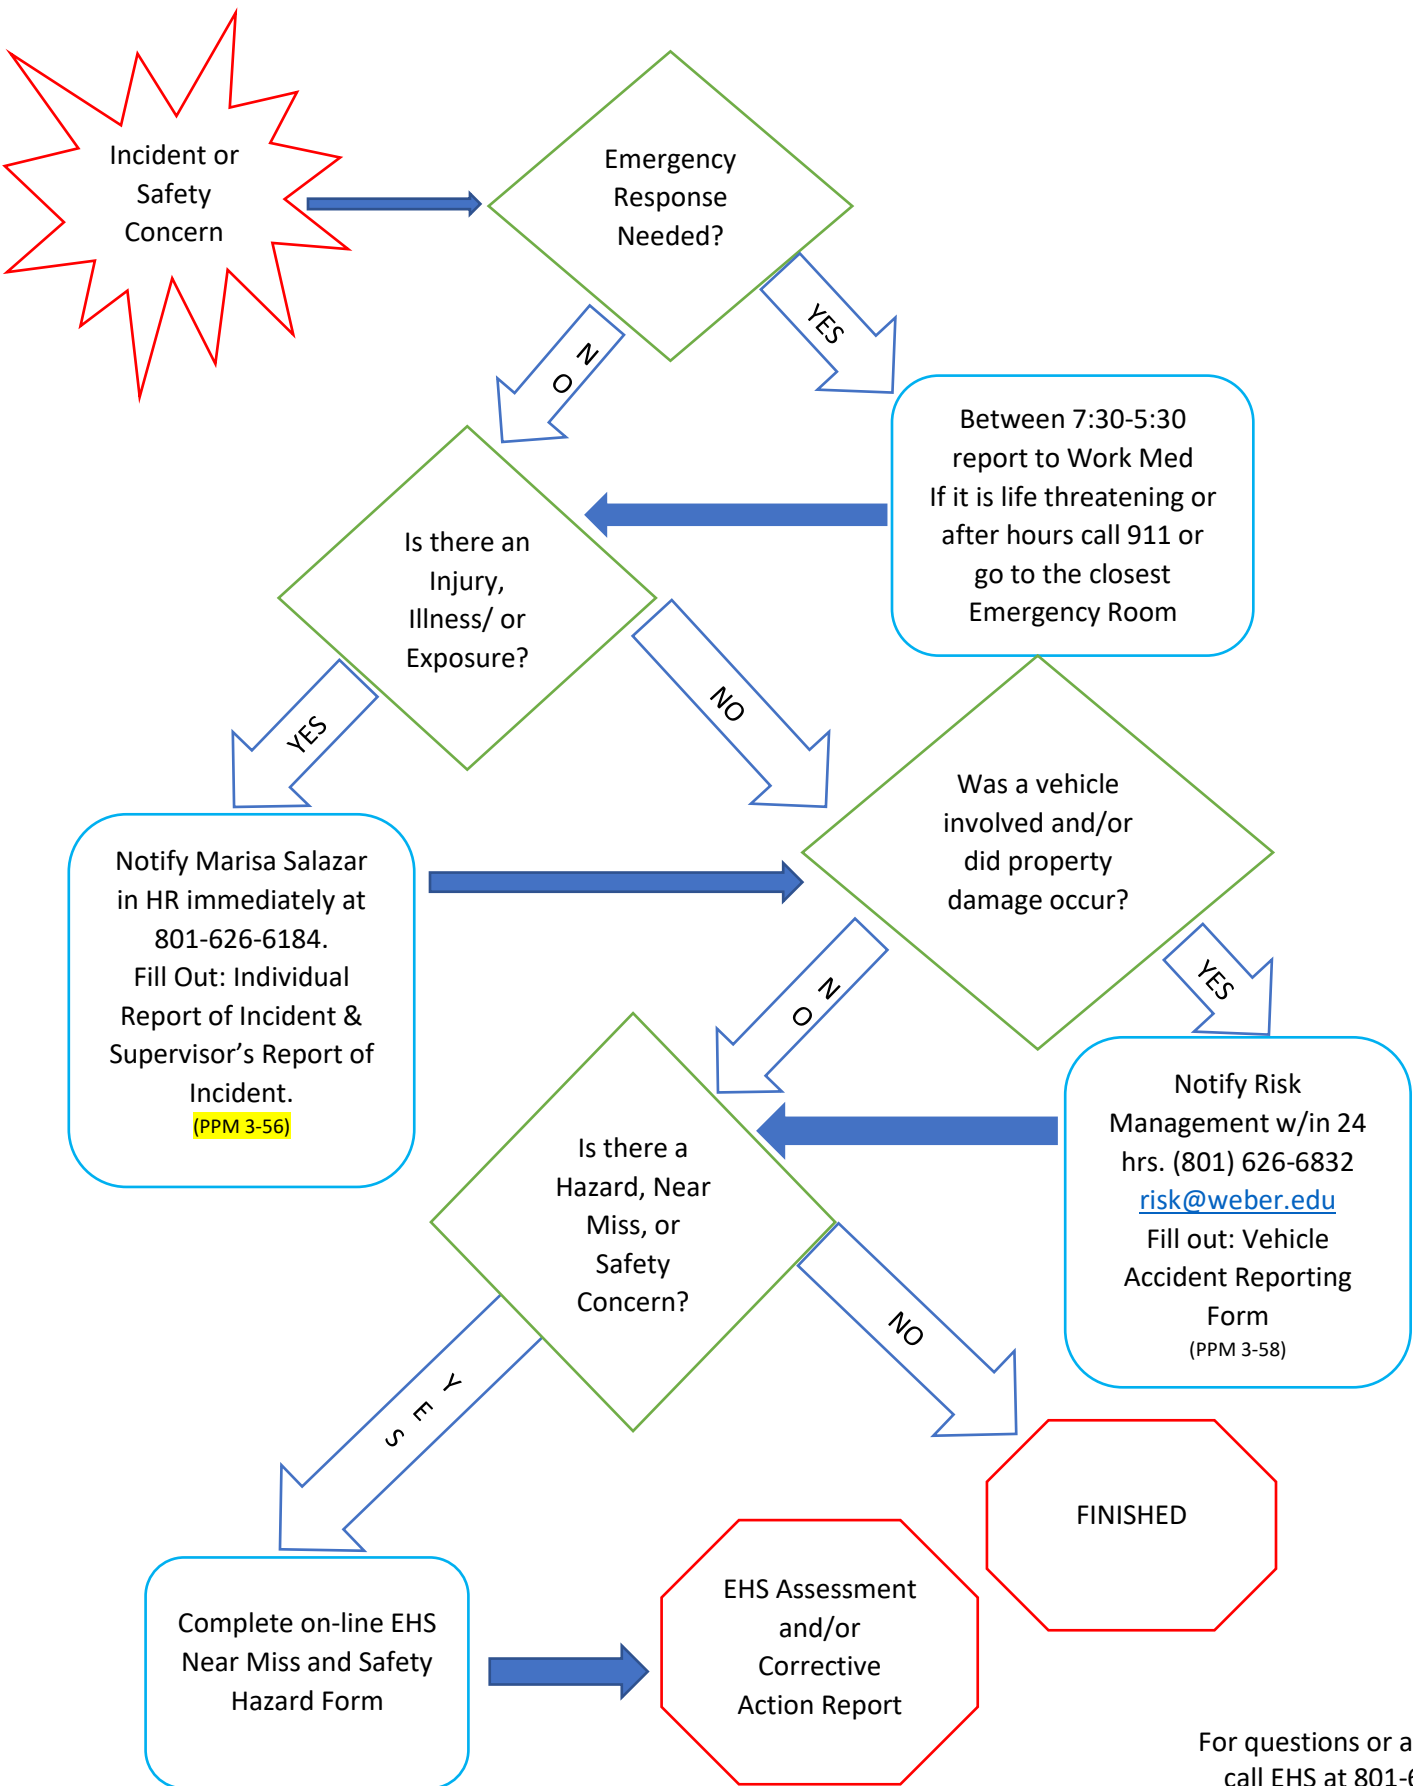 Incident or
Safety
Concern
Emergency
Response
Needed?
NO
YES
Between 7:30-5:30
report to Work Med
If it is life threatening or
after hours call 911 or
go to the closest
Emergency Room
Is there an
Injury,
Illness/ or
Exposure?
YES
NO
Notify Marisa Salazar
in HR immediately at
801-626-6184.
Fill Out: Individual
Report of Incident &
Supervisor’s Report of
Incident.
(PPM 3-56)
Was a vehicle
involved and/or
did property
damage occur?
NO
YES
Notify Risk
Management w/in 24
hrs. (801) 626-6832
risk@weber.edu
Fill out: Vehicle
Accident Reporting
Form
(PPM 3-58)
Is there a
Hazard, Near
Miss, or
Safety
Concern?
YES
NO
FINISHED
Complete on-line EHS
Near Miss and Safety
Hazard Form
EHS Assessment
and/or
Corrective
Action Report
For questions or a
call EHS at 801-